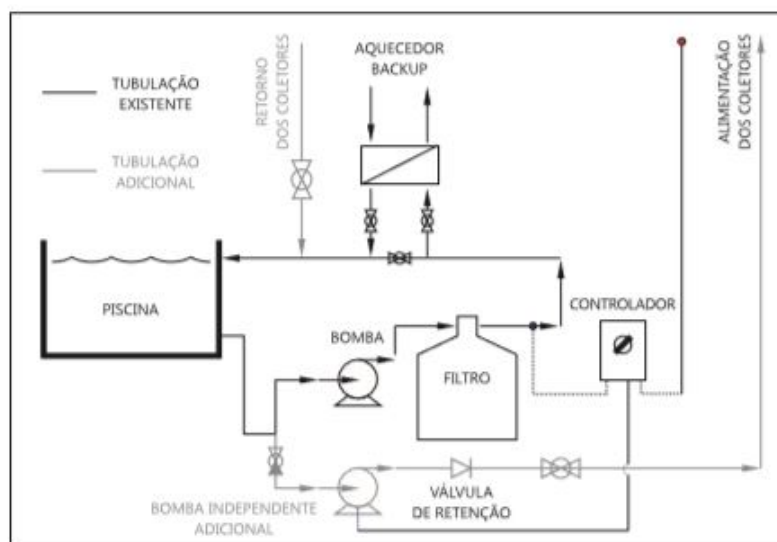 TUBULAÇÃO
EXISTENTE
TUBULAÇÃO
ADICIONAL
RETORNO
DOS COLETORES
AQUECEDOR
BACKUP
ALIMENTAÇÃO
DOS COLETORES
PISCINA
BOMBA
FILTRO
CONTROLADOR
BOMBA INDEPENDENTE
ADICIONAL
VÁLVULA
DE RETENÇÃO